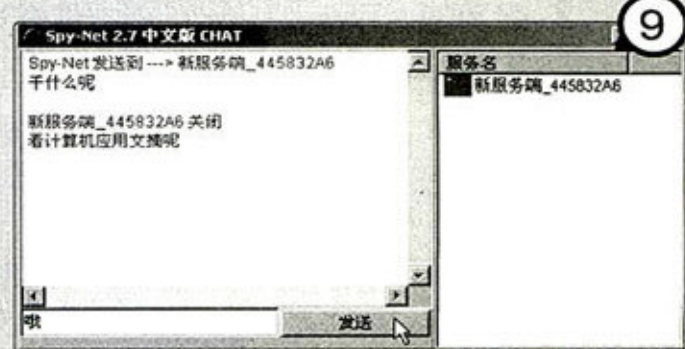 9
Spy-Net 2.7 中文版 CHAT
Spy-Net 发送到 ---> 新服务端_445832A6
干什么呢
新服务端_445832A6 关闭
看计算机应用文摘呢
服务名
新服务端_445832A6
哦
发送